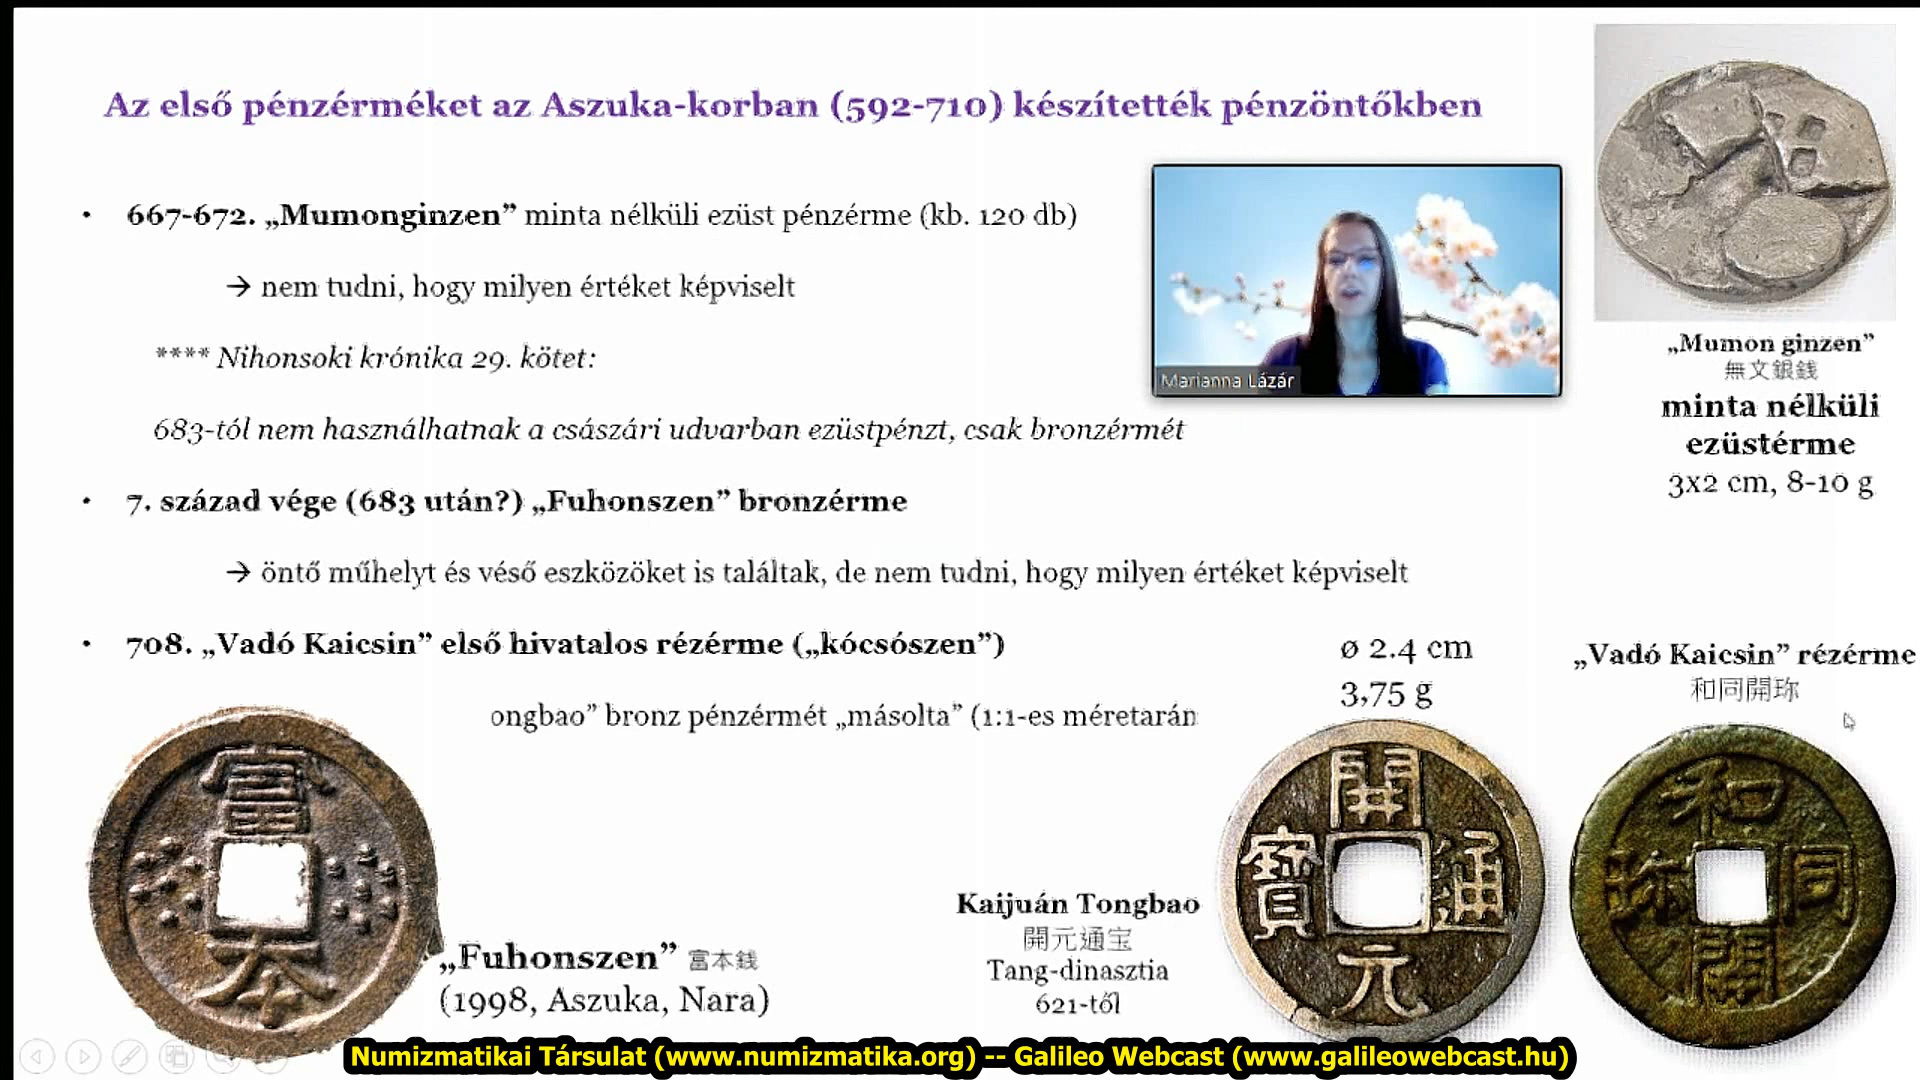 Az első pénzérméket az Aszuka-korban (592-710) készítették pénzöntőkben
• 667-672. „Mumonginzen” minta nélküli ezüst pénzérme (kb. 120 db)
→ nem tudni, hogy milyen értéket képviselt
**** Nihonsoki krónika 29. kötet:
683-tól nem használhatnak a császári udvarban ezüstpénzt, csak bronzérmét
• 7. század vége (683 után?) „Fuhonszen” bronzérme
→ öntő műhelyt és véső eszközöket is találtak, de nem tudni, hogy milyen értéket képviselt
• 708. „Vadó Kaicsin” első hivatalos rézérme („kócsószen”)
ongbao” bronz pénzérmét „másolta” (1:1-es méretarán
Marianna Lázár
„Mumon ginzen”
無文銀銭
minta nélküli
ezüstérme
3x2 cm, 8-10 g
ø 2.4 cm
3,75 g
„Vadó Kaicsin” rézérme
和同開珎
富
本
„Fuhonszen” 富本銭
(1998, Aszuka, Nara)
Kaijuán Tongbao
開元通宝
Tang-dinasztia
621-től
開
寶 通
元
和
珎 同
開
Numizmatikai Társulat (www.numizmatika.org) -- Galileo Webcast (www.galileowebcast.hu)